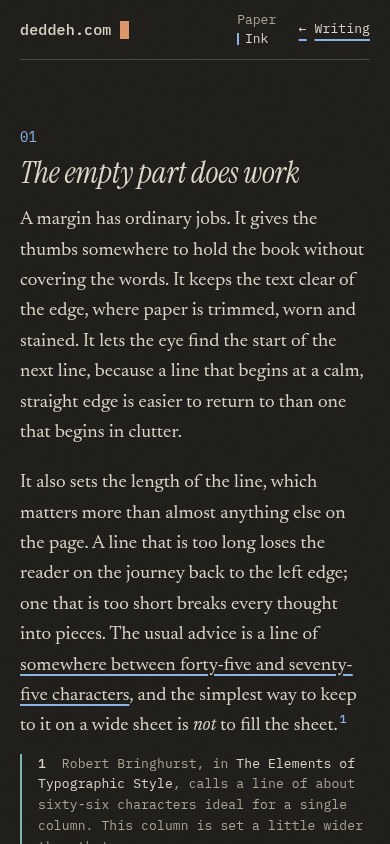 deddeh.com
Paper
Ink
← Writing
01
The empty part does work
A margin has ordinary jobs. It gives the
thumbs somewhere to hold the book without
covering the words. It keeps the text clear of
the edge, where paper is trimmed, worn and
stained. It lets the eye find the start of the
next line, because a line that begins at a calm,
straight edge is easier to return to than one
that begins in clutter.
It also sets the length of the line, which
matters more than almost anything else on
the page. A line that is too long loses the
reader on the journey back to the left edge;
one that is too short breaks every thought
into pieces. The usual advice is a line of
somewhere between forty-five and seventy-
five characters, and the simplest way to keep
to it on a wide sheet is not to fill the sheet.1
1 Robert Bringhurst, in The Elements of
Typographic Style, calls a line of about
sixty-six characters ideal for a single
column. This column is set a little wider